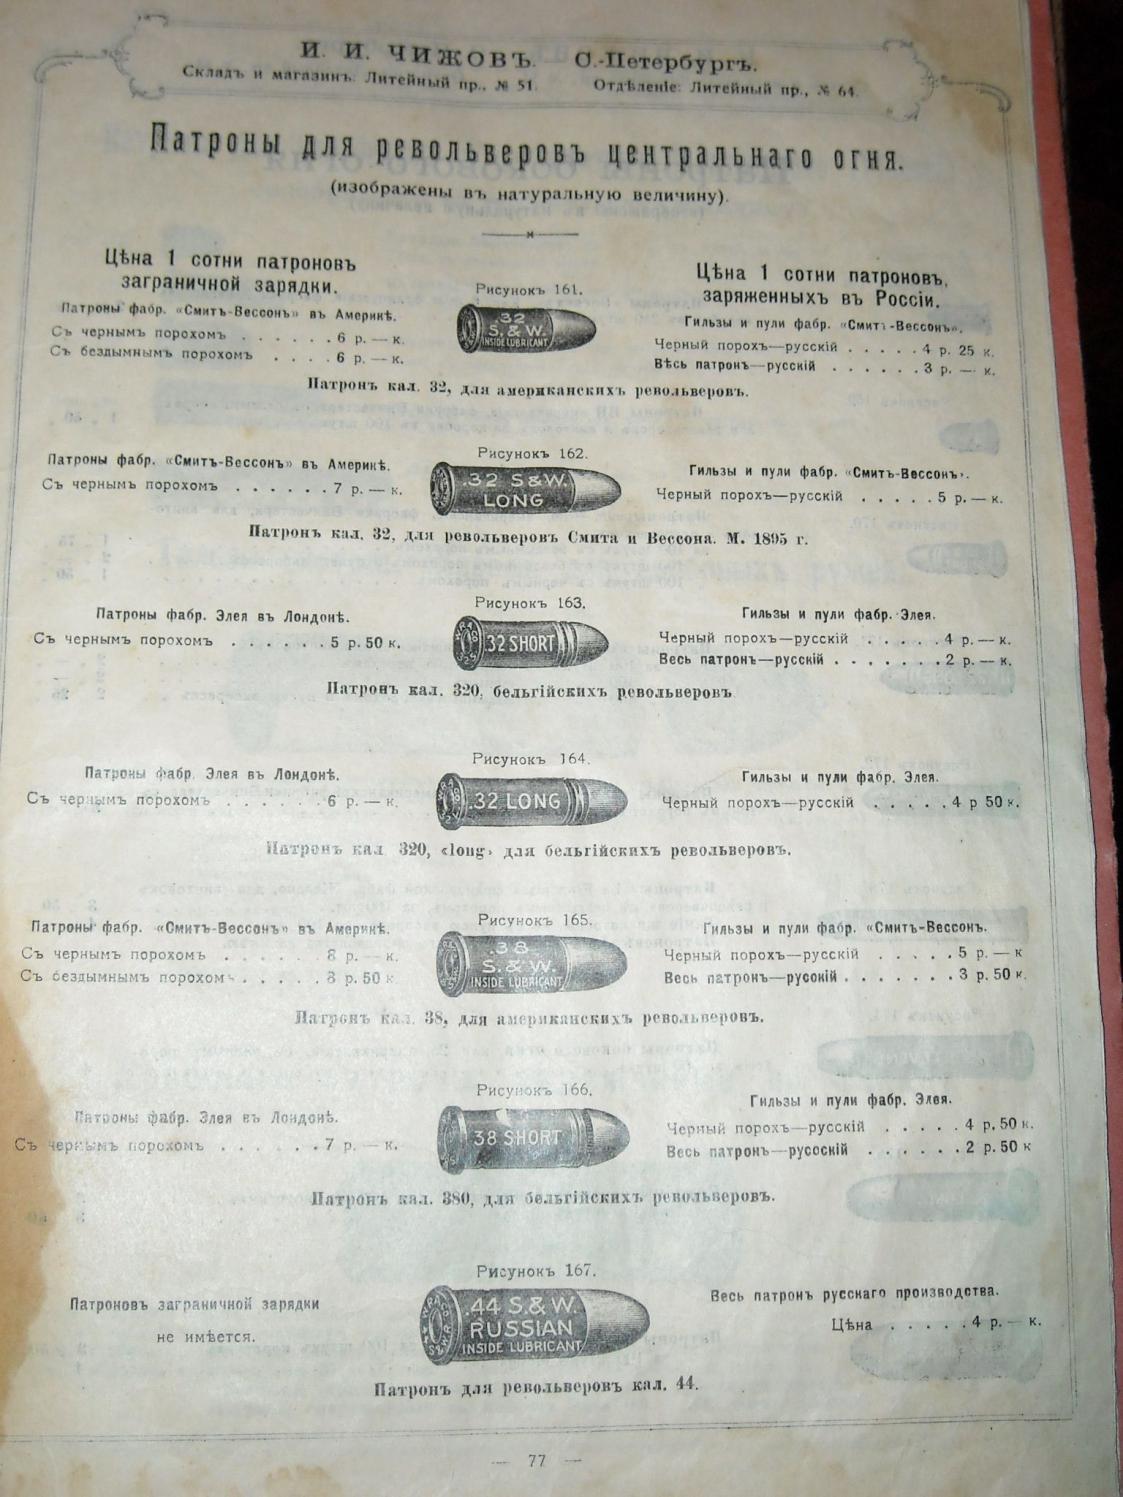 И. И. ЧИЖОВЪ. С.-Петербургъ.
Складъ и магазинъ: Литейный пр., № 51. Отдѣленіе: Литейный пр., № 64.
Патроны для револьверовъ центральнаго огня.
(изображены въ натуральную величину).
Цѣна 1 сотни патроновъ
заграничной зарядки.
Патроны фабр. «Смитъ-Вессонъ» въ Америкѣ.
Съ чернымъ порохомъ . . . . . . 6 р. — к.
Съ бездымнымъ порохомъ . . . . 6 р. — к.
Рисунокъ 161.
.32
S. & W.
INSIDE LUBRICANT
Цѣна 1 сотни патроновъ,
заряженныхъ въ Россіи.
Гильзы и пули фабр. «Смитъ-Вессонъ».
Черный порохъ—русскій . . . . . 4 р. 25 к.
Вѣсь патронъ—русскій . . . . . . 3 р. — к.
Патронъ кал. 32, для американскихъ револьверовъ.
Патроны фабр. «Смитъ-Вессонъ» въ Америкѣ.
Съ чернымъ порохомъ . . . . . . 7 р. — к.
Рисунокъ 162.
.32 S & W.
LONG
Гильзы и пули фабр. «Смитъ-Вессонъ».
Черный порохъ—русскій . . . . . 5 р. — к.
Патронъ кал. 32, для револьверовъ Смита и Вессона. М. 1895 г.
Патроны фабр. Элея въ Лондонѣ.
Съ чернымъ порохомъ . . . . . . 5 р. 50 к.
Рисунокъ 163.
32 SHORT
Гильзы и пули фабр. Элея.
Черный порохъ—русскій . . . . . 4 р. — к.
Весь патронъ—русскій . . . . . . . 2 р. — к.
Патронъ кал. 320, бельгійскихъ револьверовъ
Патроны фабр. Элея въ Лондонѣ.
Съ чернымъ порохомъ . . . . . . 6 р. — к.
Рисунокъ 164.
.32 LONG
Гильзы и пули фабр. Элея.
Черный порохъ—русскій . . . . . 4 р 50 к.
Патронъ кал. 320, «long» для бельгійскихъ револьверовъ.
Патроны фабр. «Смитъ-Вессонъ» въ Америкѣ.
Съ чернымъ порохомъ . . . . . . 8 р. — к.
Съ бездымнымъ порохом . . . . . 8 р. 50 к
Рисунокъ 165.
.38
S. & W.
INSIDE LUBRICANT
Гильзы и пули фабр. «Смитъ-Вессонъ.
Черный порохъ—русскій . . . . . 5 р. — к
Весь патронъ—русскій . . . . . . . 3 р. 50 к.
Патронъ кал. 38, для американскихъ револьверовъ.
Патроны фабр. Элея въ Лондонѣ.
Съ чернымъ порохомъ . . . . . . 7 р. — к.
Рисунокъ 166.
38 SHORT
Гильзы и пули фабр. Элея.
Черный порохъ—русскій . . . . . 4 р. 50 к.
Весь патронъ—русоскій . . . . . . 2 р. 50 к
Патронъ кал. 380, для бельгійскихъ револьверовъ.
Патроновъ заграничной зарядки
не имѣется.
Рисунокъ 167.
.44 S. & W.
RUSSIAN
INSIDE LUBRICANT
Весь патронъ русскаго производства.
Цѣна . . . . . 4 р. — к.
Патронъ для револьверовъ кал. 44.
— 77 —